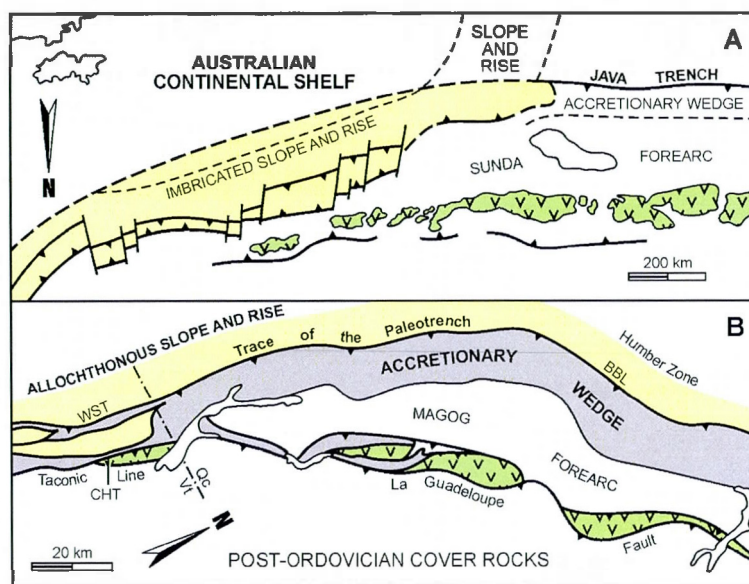 A
SLOPE
AND
RISE
AUSTRALIAN
CONTINENTAL SHELF
JAVA TRENCH
ACCRETIONARY WEDGE
IMBRICATED SLOPE AND RISE
SUNDA FOREARC
N
200 km
B
ALLOCHTHONOUS SLOPE AND RISE
Trace of the Paleotrench
Humber Zone
ACCRETIONARY WEDGE
BBL
WST
MAGOG FOREARC
Taconic Line
CHT
Qc
Vt
La Guadeloupe Fault
N
20 km
POST-ORDOVICIAN COVER ROCKS